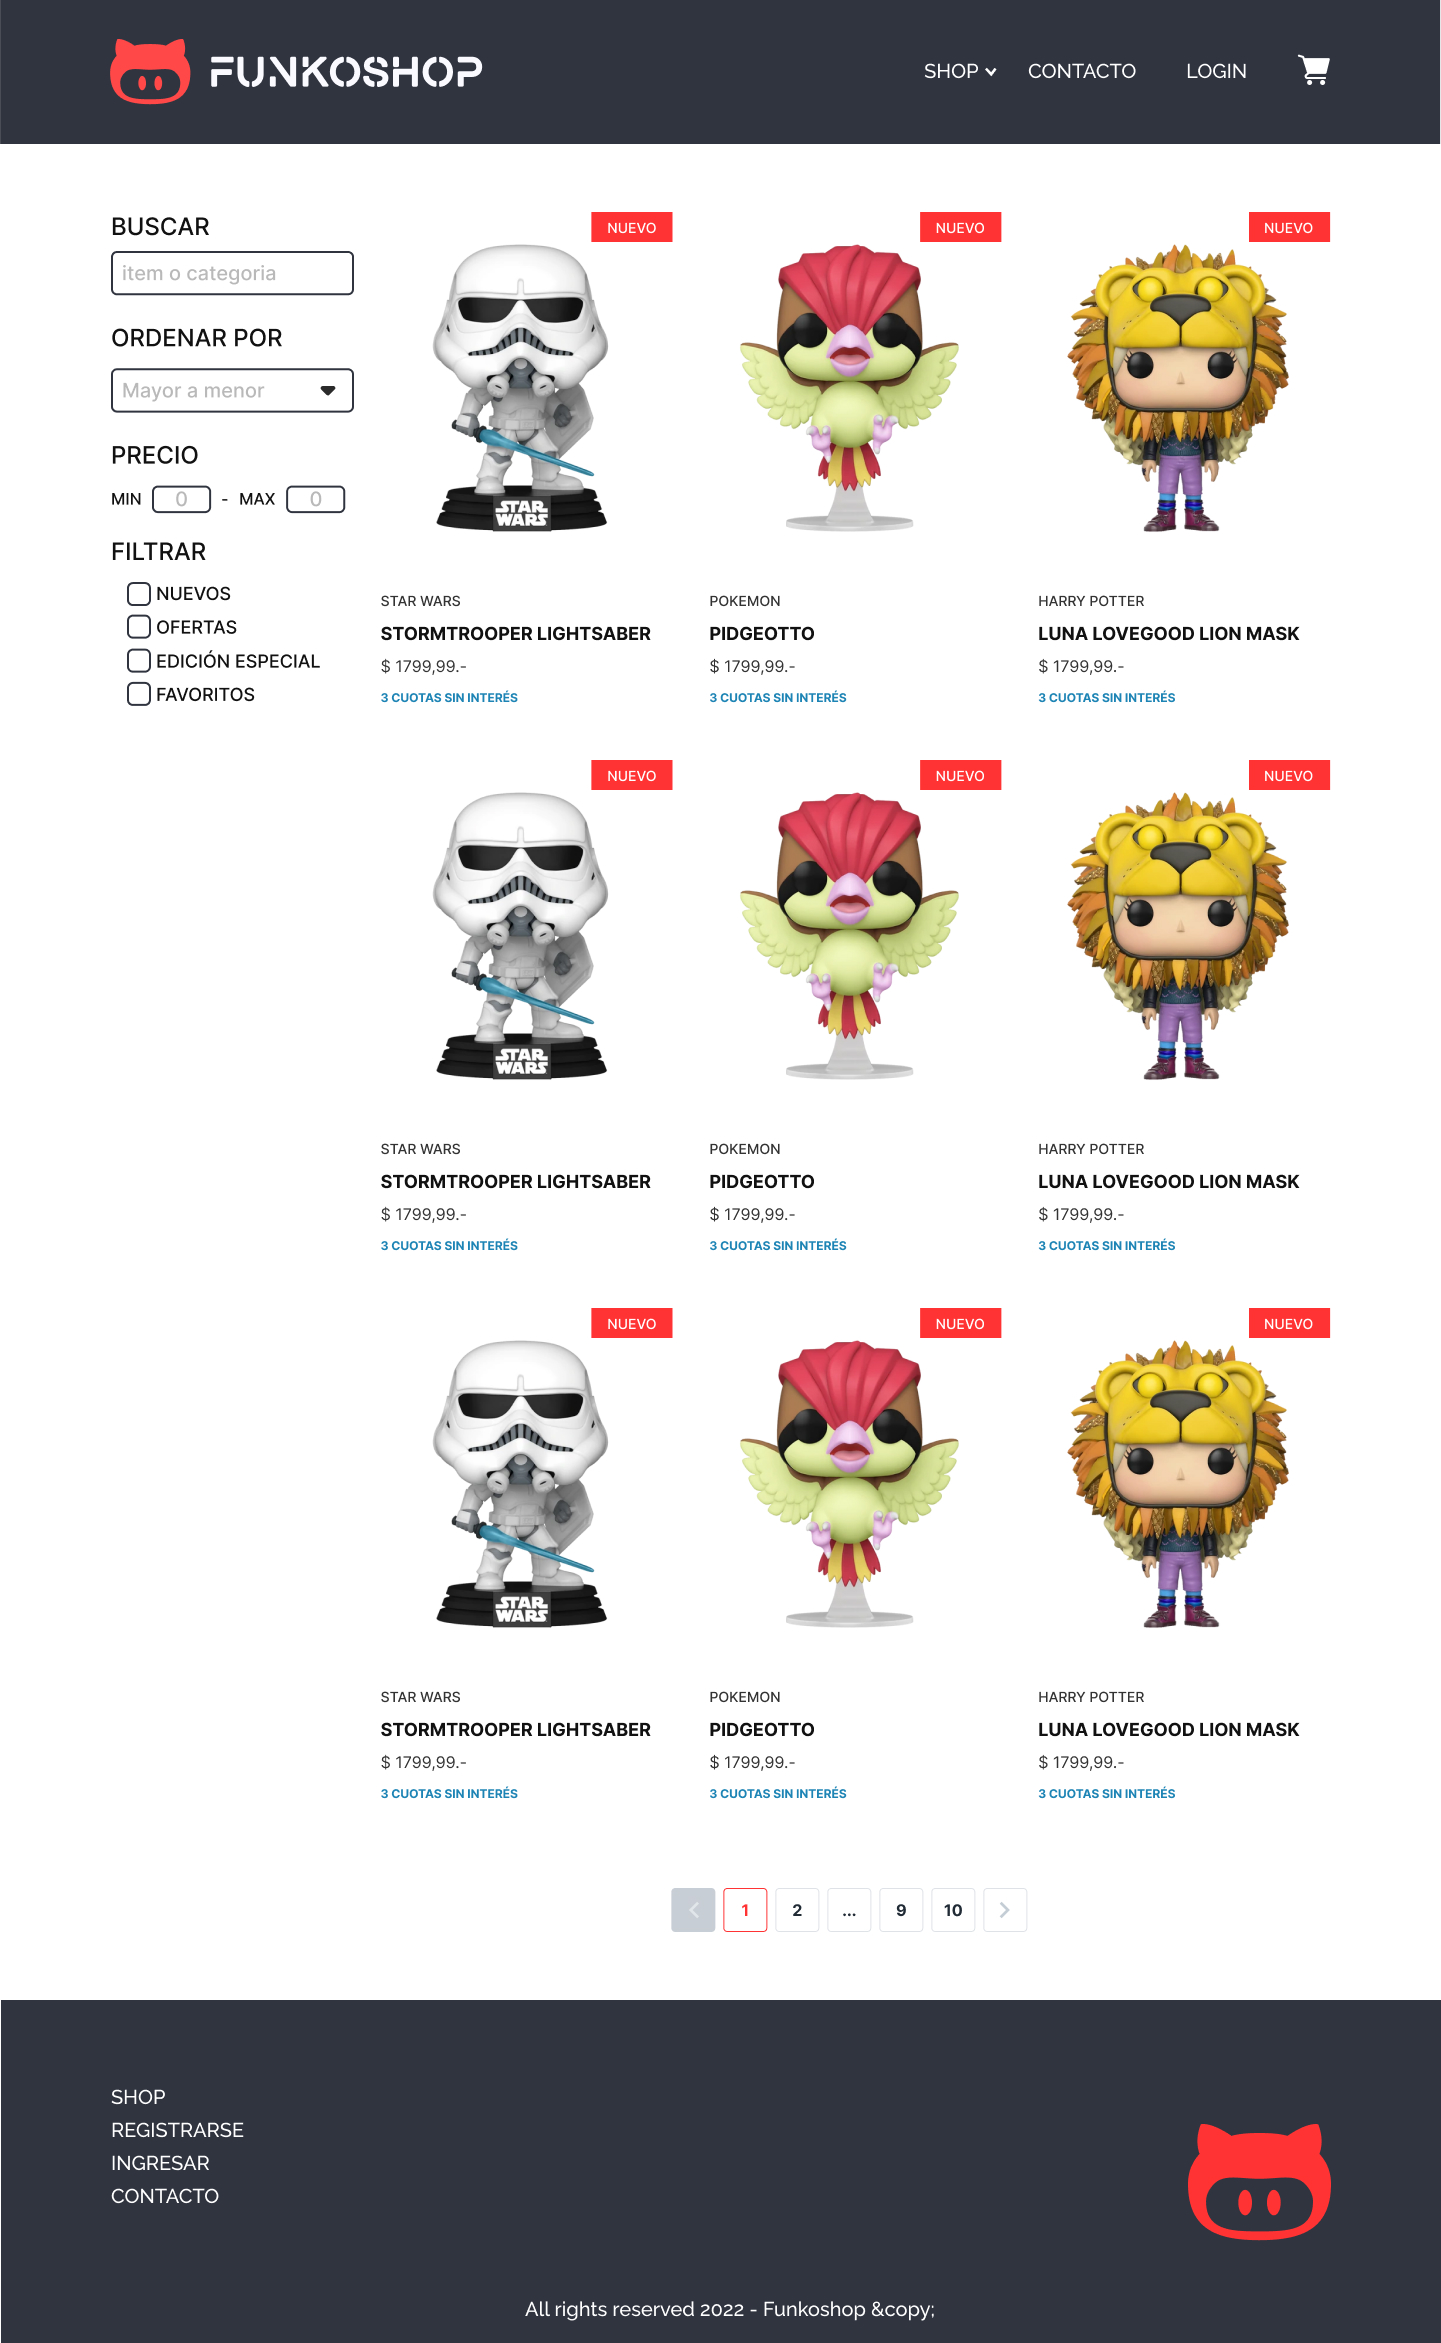 FUNKOSHOP
SHOP
CONTACTO
LOGIN
BUSCAR
item o categoria
ORDENAR POR
Mayor a menor
PRECIO
MIN 0 - MAX 0
FILTRAR
NUEVOS
OFERTAS
EDICIÓN ESPECIAL
FAVORITOS
NUEVO
STAR WARS
STAR WARS
STORMTROOPER LIGHTSABER
$ 1799,99.-
3 CUOTAS SIN INTERÉS
NUEVO
POKEMON
PIDGEOTTO
$ 1799,99.-
3 CUOTAS SIN INTERÉS
NUEVO
HARRY POTTER
LUNA LOVEGOOD LION MASK
$ 1799,99.-
3 CUOTAS SIN INTERÉS
NUEVO
STAR WARS
STAR WARS
STORMTROOPER LIGHTSABER
$ 1799,99.-
3 CUOTAS SIN INTERÉS
NUEVO
POKEMON
PIDGEOTTO
$ 1799,99.-
3 CUOTAS SIN INTERÉS
NUEVO
HARRY POTTER
LUNA LOVEGOOD LION MASK
$ 1799,99.-
3 CUOTAS SIN INTERÉS
NUEVO
STAR WARS
STAR WARS
STORMTROOPER LIGHTSABER
$ 1799,99.-
3 CUOTAS SIN INTERÉS
NUEVO
POKEMON
PIDGEOTTO
$ 1799,99.-
3 CUOTAS SIN INTERÉS
NUEVO
HARRY POTTER
LUNA LOVEGOOD LION MASK
$ 1799,99.-
3 CUOTAS SIN INTERÉS
1 2 ... 9 10
SHOP
REGISTRARSE
INGRESAR
CONTACTO
All rights reserved 2022 - Funkoshop &copy;